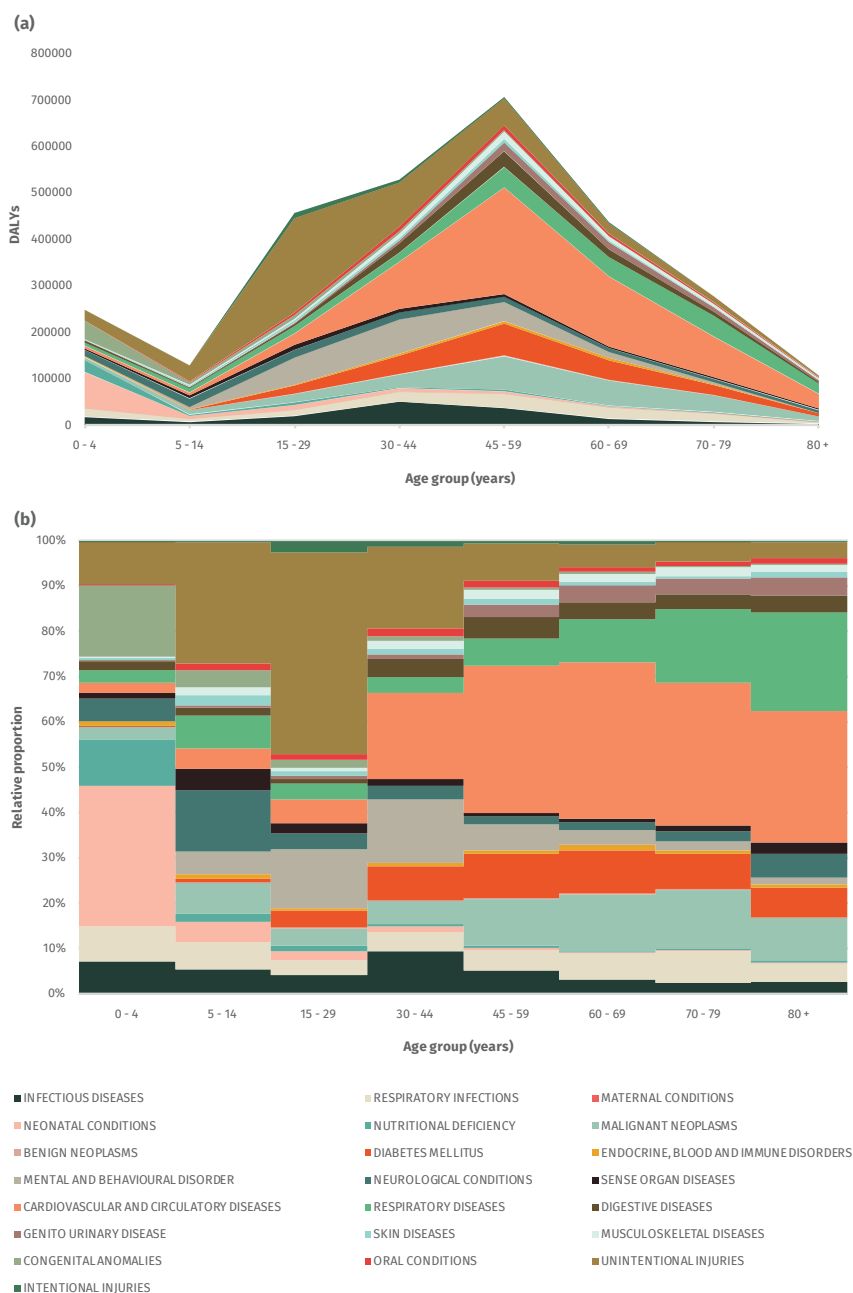 (a)
800000
700000
600000
500000
400000
300000
200000
100000
0
DALYs
0 - 4 5 - 14 15 - 29 30 - 44 45 - 59 60 - 69 70 - 79 80 +
Age group (years)
(b)
100%
90%
80%
70%
60%
50%
40%
30%
20%
10%
0%
Relative proportion
0 - 4 5 - 14 15 - 29 30 - 44 45 - 59 60 - 69 70 - 79 80 +
Age group (years)
INFECTIOUS DISEASES RESPIRATORY INFECTIONS MATERNAL CONDITIONS
NEONATAL CONDITIONS NUTRITIONAL DEFICIENCY MALIGNANT NEOPLASMS
BENIGN NEOPLASMS DIABETES MELLITUS ENDOCRINE, BLOOD AND IMMUNE DISORDERS
MENTAL AND BEHAVIOURAL DISORDER NEUROLOGICAL CONDITIONS SENSE ORGAN DISEASES
CARDIOVASCULAR AND CIRCULATORY DISEASES RESPIRATORY DISEASES DIGESTIVE DISEASES
GENITO URINARY DISEASE SKIN DISEASES MUSCULOSKELETAL DISEASES
CONGENITAL ANOMALIES ORAL CONDITIONS UNINTENTIONAL INJURIES
INTENTIONAL INJURIES